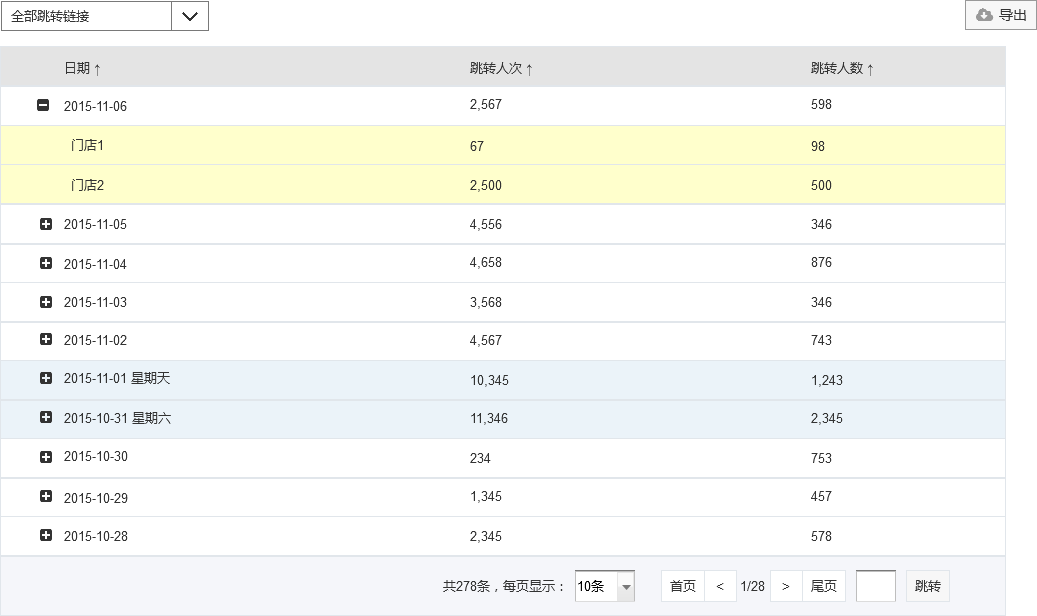 全部跳转链接
导出
日期↑ 跳转人次↑ 跳转人数↑
2015-11-06 2,567 598
门店1 67 98
门店2 2,500 500
2015-11-05 4,556 346
2015-11-04 4,658 876
2015-11-03 3,568 346
2015-11-02 4,567 743
2015-11-01 星期天 10,345 1,243
2015-10-31 星期六 11,346 2,345
2015-10-30 234 753
2015-10-29 1,345 457
2015-10-28 2,345 578
共278条，每页显示： 10条 首页 < 1/28 > 尾页 跳转